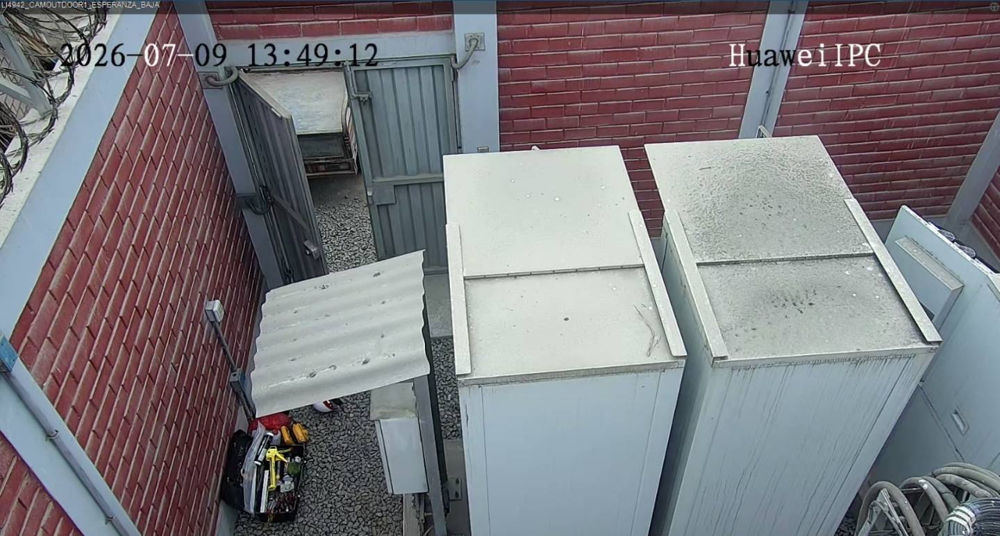 LI4942_CAMOUTDOOR1_ESPERANZA_BAJA
2026-07-09 13:49:12
HuaweiIPC